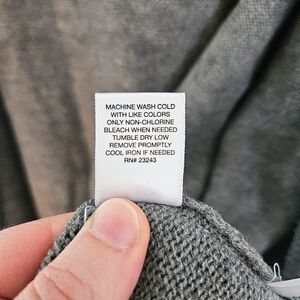 MACHINE WASH COLD
WITH LIKE COLORS
ONLY NON-CHLORINE
BLEACH WHEN NEEDED
TUMBLE DRY LOW
REMOVE PROMPTLY
COOL IRON IF NEEDED
RN# 23243